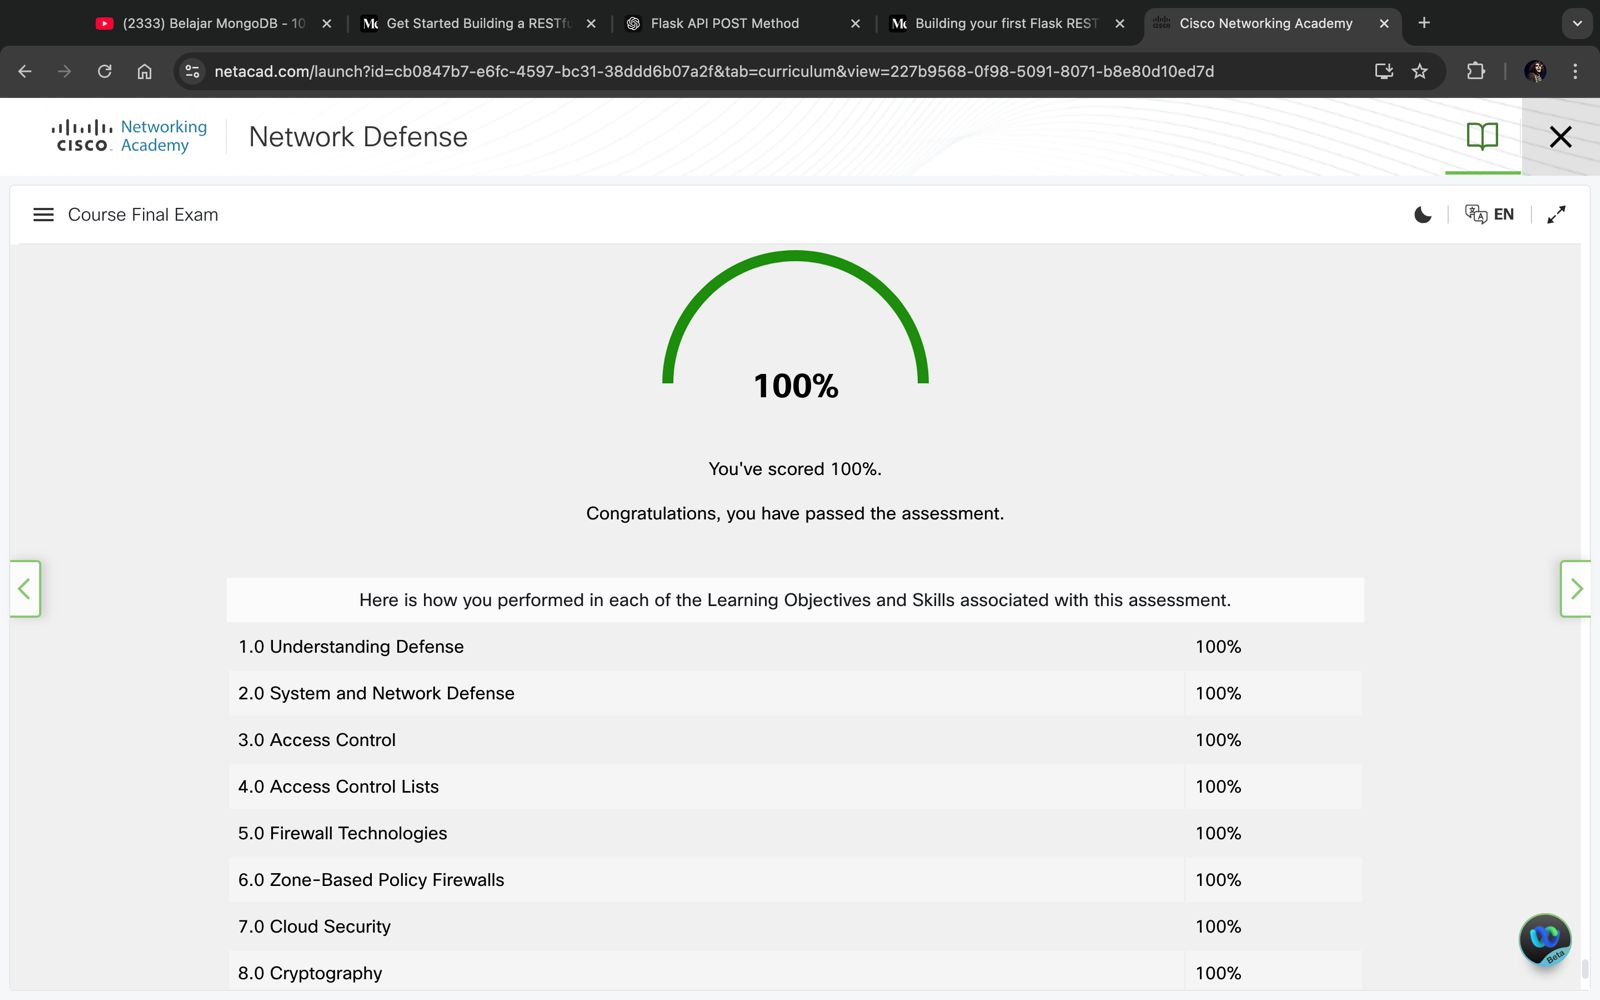 (2333) Belajar MongoDB - 10
Get Started Building a RESTfu
Flask API POST Method
Building your first Flask REST
Cisco Networking Academy
netacad.com/launch?id=cb0847b7-e6fc-4597-bc31-38ddd6b07a2f&tab=curriculum&view=227b9568-0f98-5091-8071-b8e80d10ed7d
CISCO Networking Academy
Network Defense
Course Final Exam
EN
100%
You've scored 100%.
Congratulations, you have passed the assessment.
Here is how you performed in each of the Learning Objectives and Skills associated with this assessment.
1.0 Understanding Defense 100%
2.0 System and Network Defense 100%
3.0 Access Control 100%
4.0 Access Control Lists 100%
5.0 Firewall Technologies 100%
6.0 Zone-Based Policy Firewalls 100%
7.0 Cloud Security 100%
8.0 Cryptography 100%
Beta